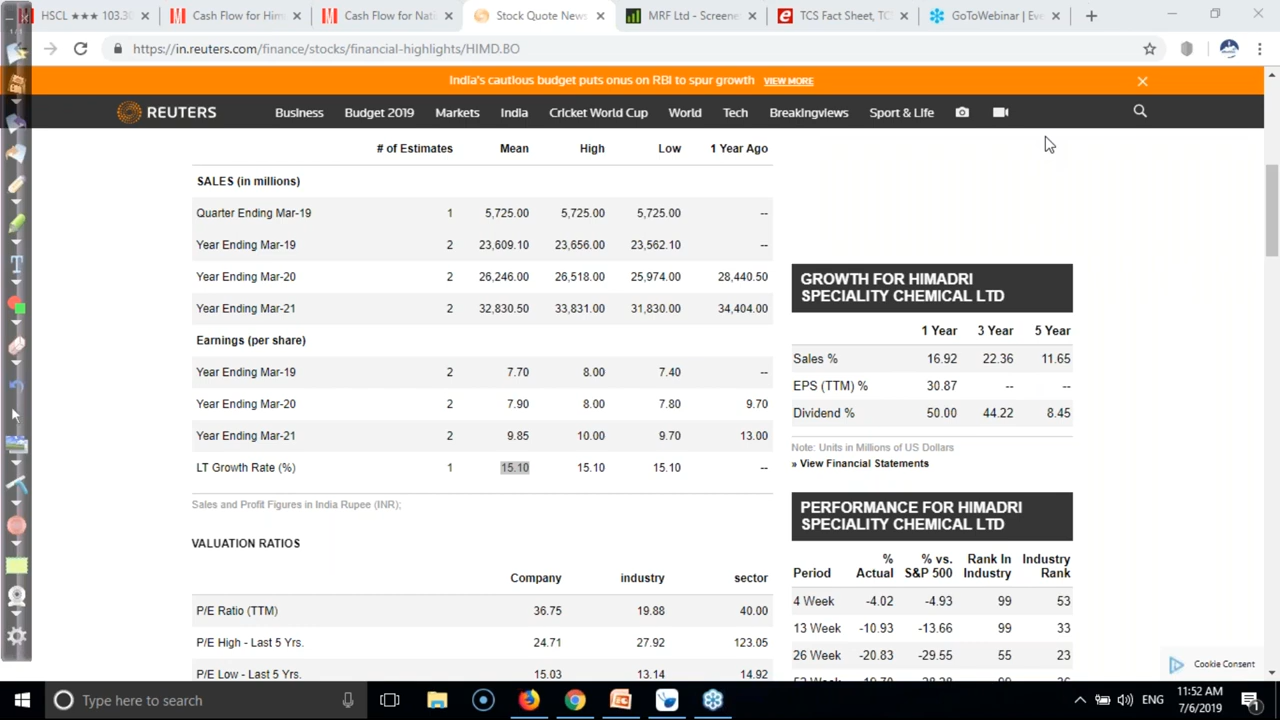 HSCL ★★★ 103.30
Cash Flow for Him
Cash Flow for Nati
Stock Quote New
MRF Ltd - Screene
TCS Fact Sheet, TC
GoToWebinar | Eve
1/1
https://in.reuters.com/finance/stocks/financial-highlights/HIMD.BO
India's cautious budget puts onus on RBI to spur growth VIEW MORE
REUTERS Business Budget 2019 Markets India Cricket World Cup World Tech Breakingviews Sport & Life
# of Estimates Mean High Low 1 Year Ago
SALES (in millions)
Quarter Ending Mar-19 1 5,725.00 5,725.00 5,725.00 --
Year Ending Mar-19 2 23,609.10 23,656.00 23,562.10 --
Year Ending Mar-20 2 26,246.00 26,518.00 25,974.00 28,440.50
Year Ending Mar-21 2 32,830.50 33,831.00 31,830.00 34,404.00
Earnings (per share)
Year Ending Mar-19 2 7.70 8.00 7.40 --
Year Ending Mar-20 2 7.90 8.00 7.80 9.70
Year Ending Mar-21 2 9.85 10.00 9.70 13.00
LT Growth Rate (%) 1 15.10 15.10 15.10 --
Sales and Profit Figures in India Rupee (INR);
VALUATION RATIOS
Company industry sector
P/E Ratio (TTM) 36.75 19.88 40.00
P/E High - Last 5 Yrs. 24.71 27.92 123.05
P/E Low - Last 5 Yrs. 15.03 13.14 14.92
GROWTH FOR HIMADRI
SPECIALITY CHEMICAL LTD
1 Year 3 Year 5 Year
Sales % 16.92 22.36 11.65
EPS (TTM) % 30.87 -- --
Dividend % 50.00 44.22 8.45
Note: Units in Millions of US Dollars
» View Financial Statements
PERFORMANCE FOR HIMADRI
SPECIALITY CHEMICAL LTD
Period % Actual % vs. S&P 500 Rank In Industry Industry Rank
4 Week -4.02 -4.93 99 53
13 Week -10.93 -13.66 99 33
26 Week -20.83 -29.55 55 23
Cookie Consent
Type here to search
ENG
11:52 AM
7/6/2019